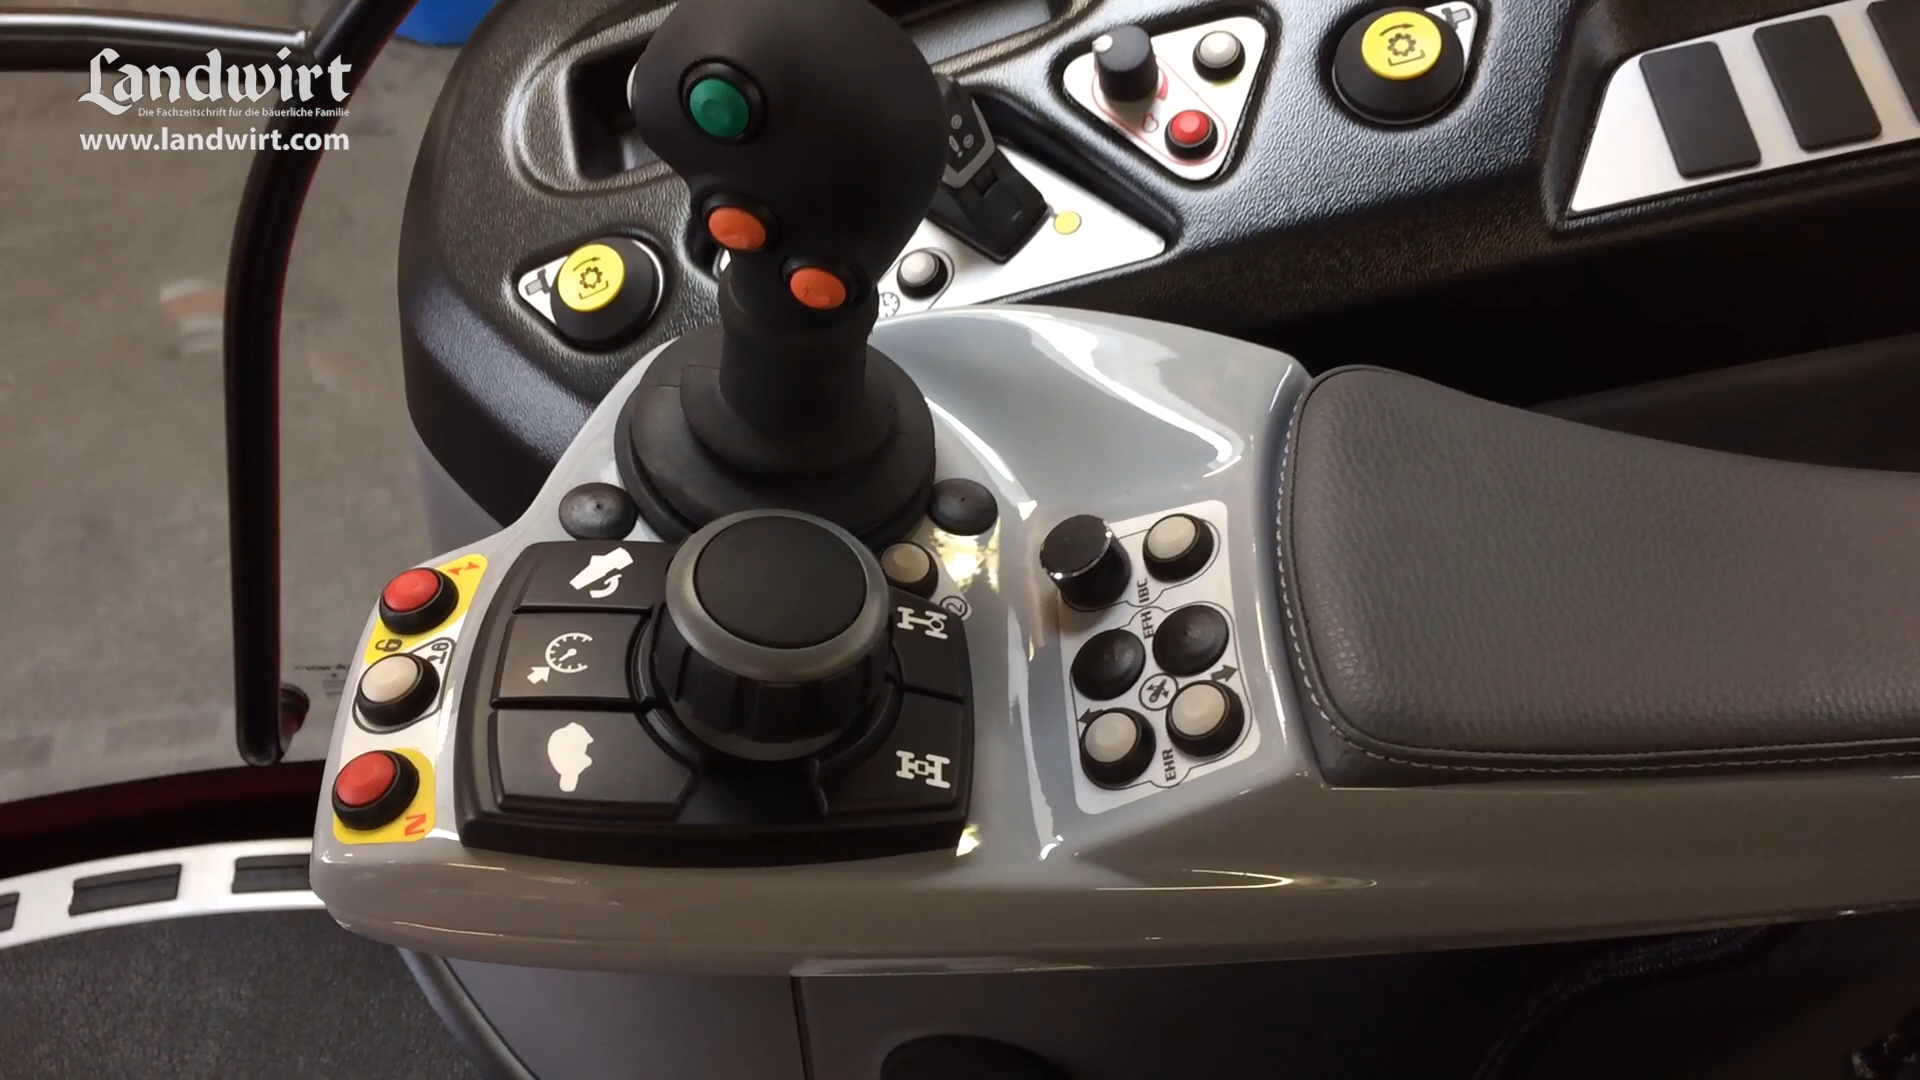 Landwirt
Die Fachzeitschrift für die bäuerliche Familie
www.landwirt.com
IBC
EFH
EHR
N